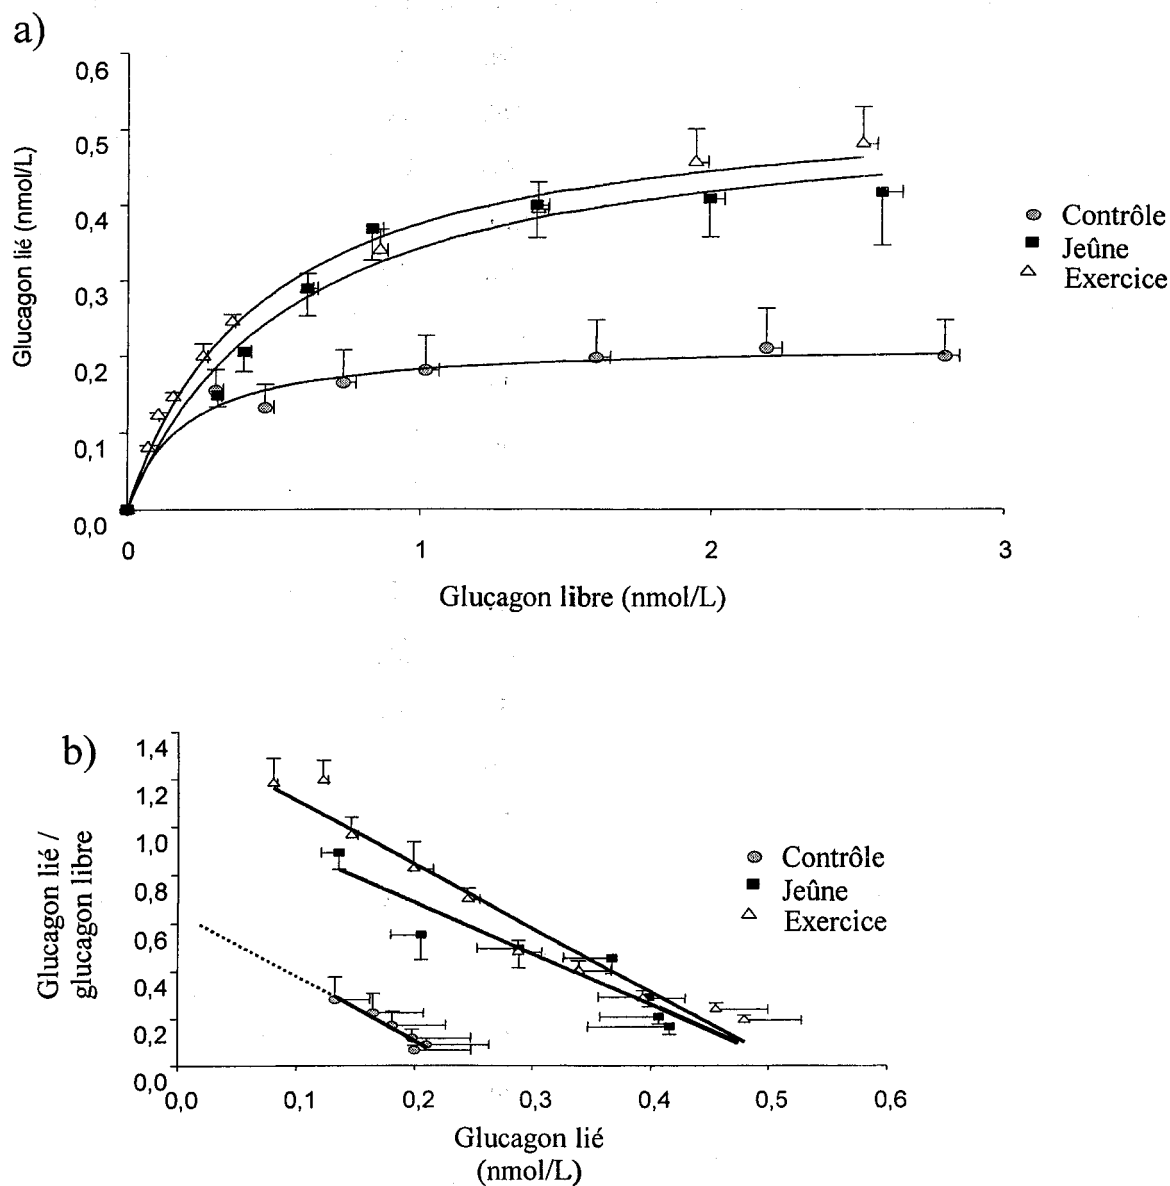 a)
0,6
0,5
0,4
0,3
0,2
0,1
0,0
Glucagon lié (nmol/L)
0 1 2 3
Glucagon libre (nmol/L)
Contrôle
Jeûne
Exercice
b)
1,4
1,2
1,0
0,8
0,6
0,4
0,2
0,0
Glucagon lié /
glucagon libre
0,0 0,1 0,2 0,3 0,4 0,5 0,6
Glucagon lié
(nmol/L)
Contrôle
Jeûne
Exercice